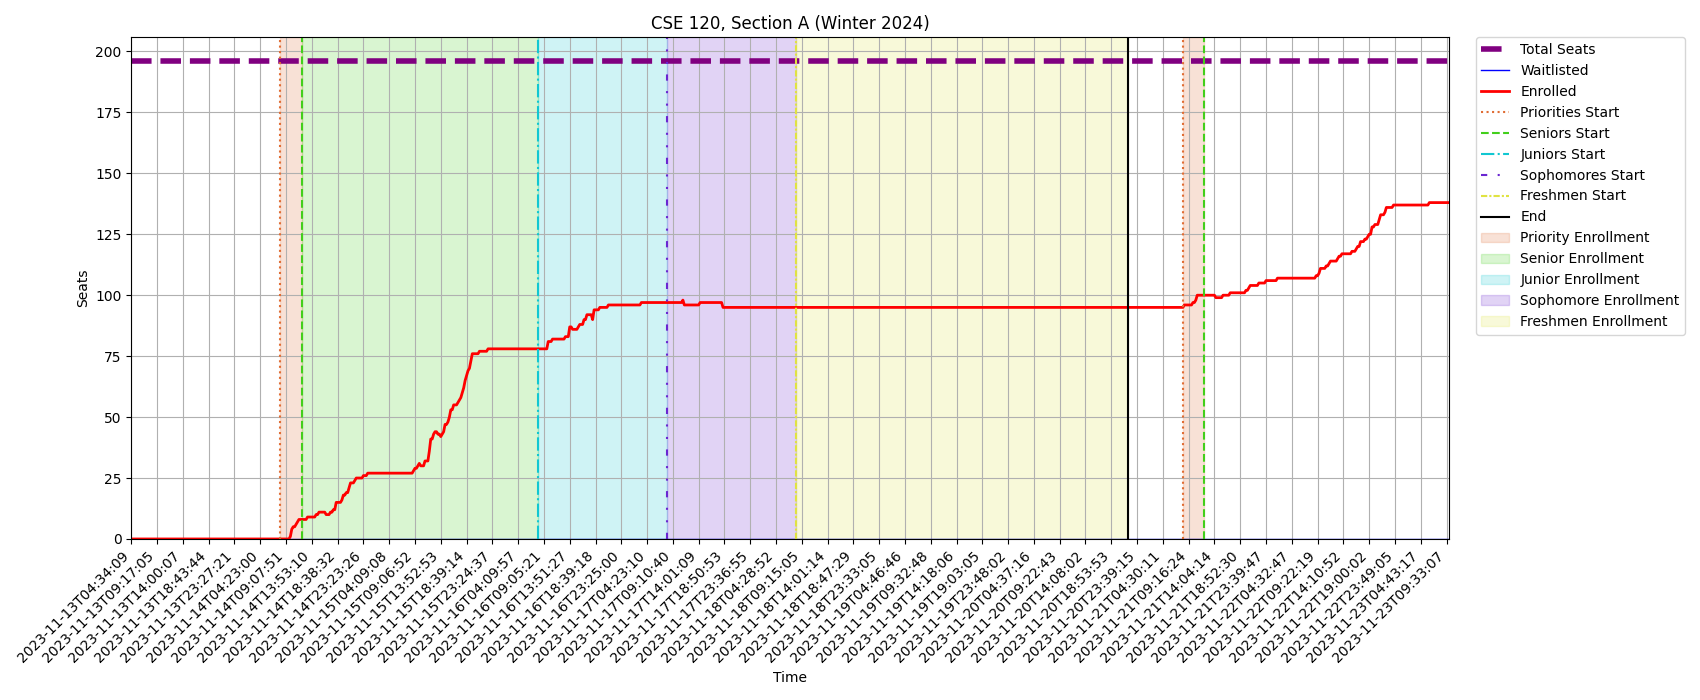 CSE 120, Section A (Winter 2024)
Seats
200
175
150
125
100
75
50
25
0
2023-11-13T04:34:09
2023-11-13T09:17:05
2023-11-13T14:00:07
2023-11-13T18:43:44
2023-11-13T23:27:21
2023-11-14T04:23:00
2023-11-14T09:07:51
2023-11-14T13:53:10
2023-11-14T18:38:32
2023-11-14T23:23:26
2023-11-15T04:09:08
2023-11-15T09:06:52
2023-11-15T13:52:53
2023-11-15T18:39:14
2023-11-15T23:24:37
2023-11-16T04:09:57
2023-11-16T09:05:21
2023-11-16T13:51:27
2023-11-16T18:39:18
2023-11-16T23:25:00
2023-11-17T04:23:10
2023-11-17T09:10:40
2023-11-17T14:01:09
2023-11-17T18:50:53
2023-11-17T23:36:55
2023-11-18T04:28:52
2023-11-18T09:15:05
2023-11-18T14:01:14
2023-11-18T18:47:29
2023-11-18T23:33:05
2023-11-19T04:46:46
2023-11-19T09:32:48
2023-11-19T14:18:06
2023-11-19T19:03:05
2023-11-19T23:48:02
2023-11-20T04:37:16
2023-11-20T09:22:43
2023-11-20T14:08:02
2023-11-20T18:53:53
2023-11-20T23:39:15
2023-11-21T04:30:11
2023-11-21T09:16:24
2023-11-21T14:04:14
2023-11-21T18:52:30
2023-11-21T23:39:47
2023-11-22T04:32:47
2023-11-22T09:22:19
2023-11-22T14:10:52
2023-11-22T19:00:02
2023-11-22T23:49:05
2023-11-23T04:43:17
2023-11-23T09:33:07
Time
Total Seats
Waitlisted
Enrolled
Priorities Start
Seniors Start
Juniors Start
Sophomores Start
Freshmen Start
End
Priority Enrollment
Senior Enrollment
Junior Enrollment
Sophomore Enrollment
Freshmen Enrollment